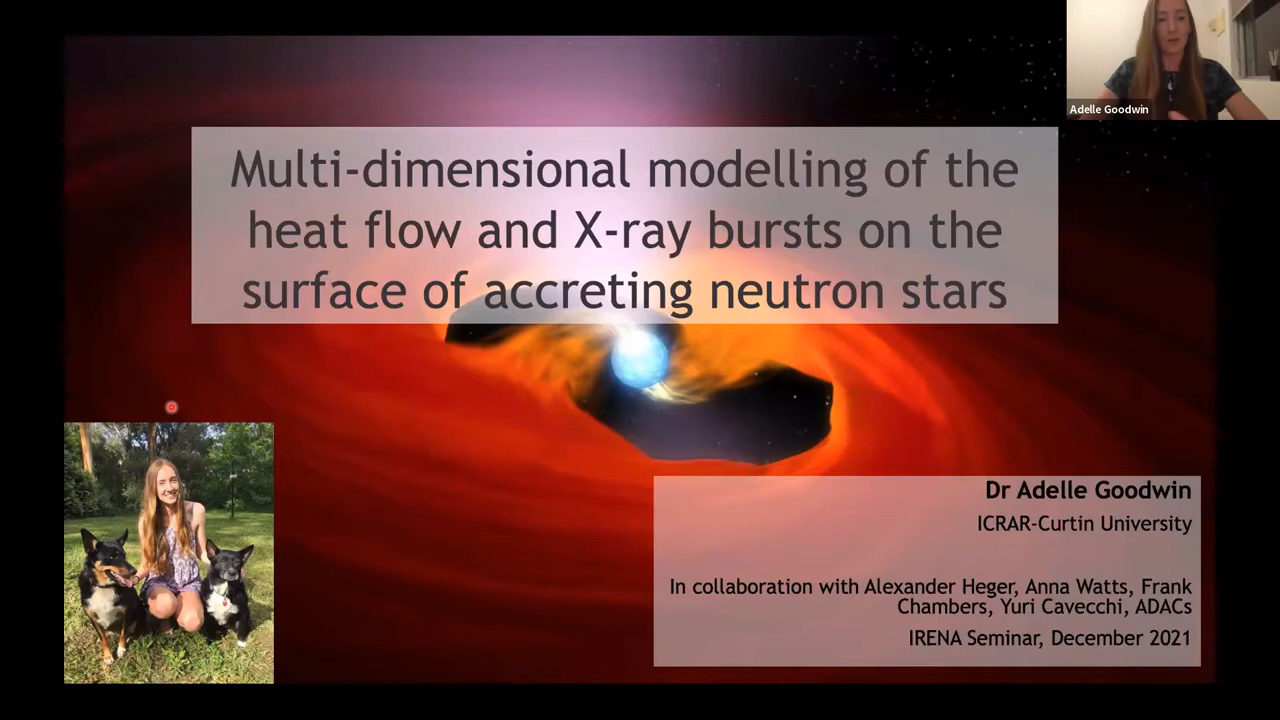 Adelle Goodwin
Multi-dimensional modelling of the
heat flow and X-ray bursts on the
surface of accreting neutron stars
Dr Adelle Goodwin
ICRAR-Curtin University
In collaboration with Alexander Heger, Anna Watts, Frank
Chambers, Yuri Cavecchi, ADACs
IRENA Seminar, December 2021